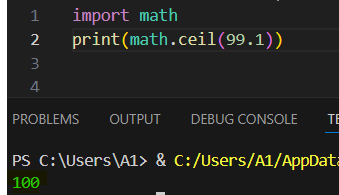 1 import math
2 print(math.ceil(99.1))
3
4
PROBLEMS OUTPUT DEBUG CONSOLE
PS C:\Users\A1> & C:/Users/A1/AppData
100